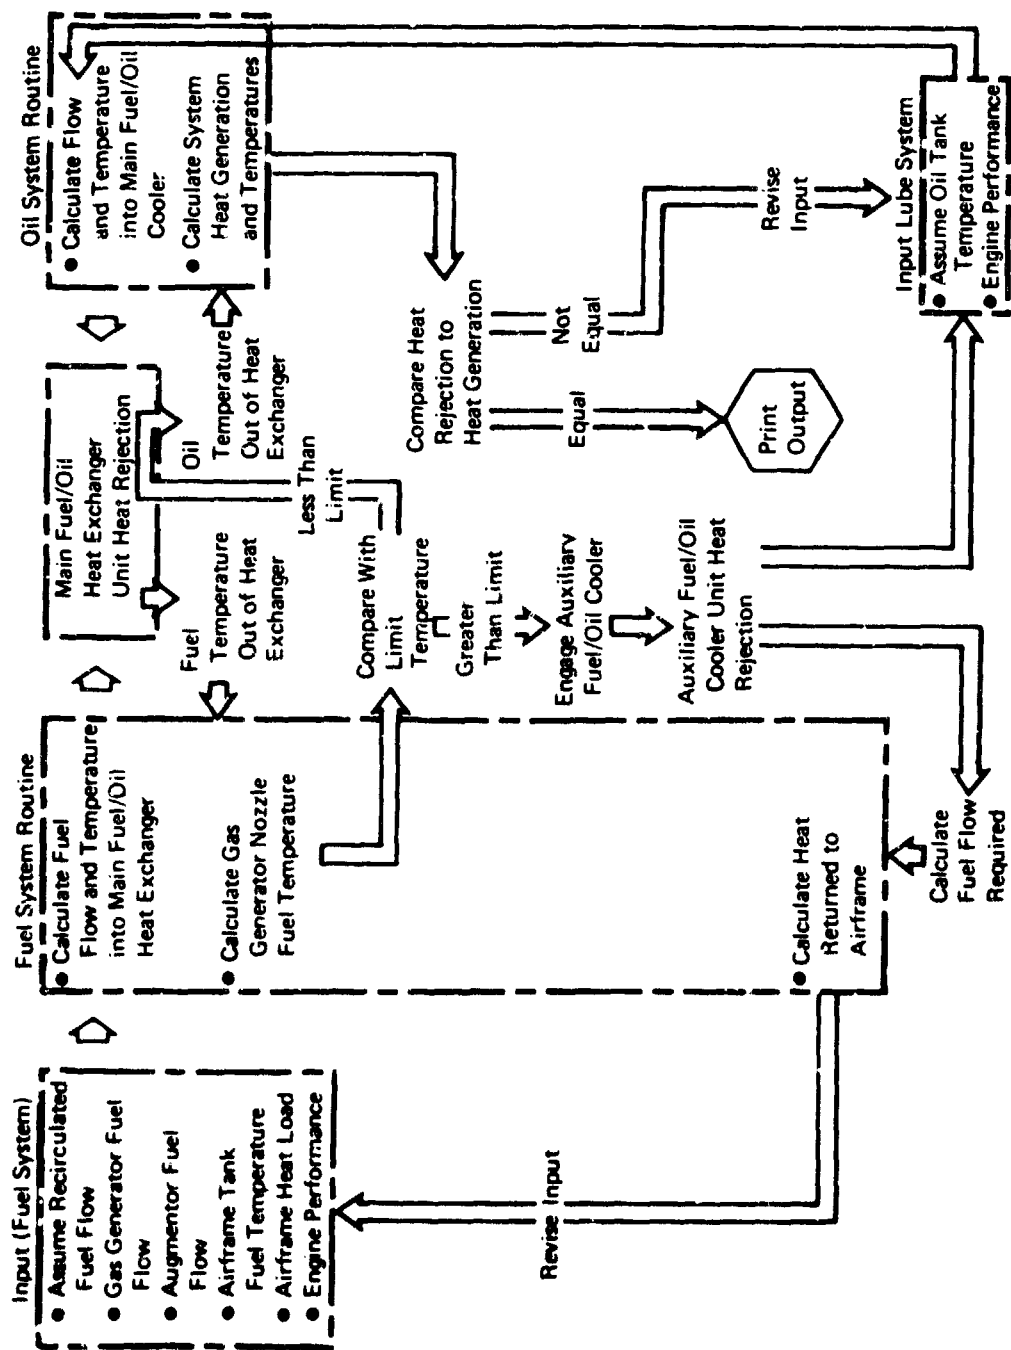 Input (Fuel System)
● Assume Recirculated
Fuel Flow
● Gas Generator Fuel
Flow
● Augmentor Fuel
Flow
● Airframe Tank
Fuel Temperature
● Airframe Heat Load
● Engine Performance
Revise Input
Fuel System Routine
● Calculate Fuel
Flow and Temperature
into Main Fuel/Oil
Heat Exchanger
● Calculate Gas
Generator Nozzle
Fuel Temperature
● Calculate Heat
Returned to
Airframe
Main Fuel/Oil
Heat Exchanger
Unit Heat Rejection
Fuel
Temperature
Out of Heat
Exchanger
Oil
Temperature
Out of Heat
Exchanger
Less Than
Limit
Compare With
Limit
Temperature
Greater
Than Limit
Engage Auxiliary
Fuel/Oil Cooler
Auxiliary Fuel/Oil
Cooler Unit Heat
Rejection
Calculate
Fuel Flow
Required
Oil System Routine
● Calculate Flow
and Temperature
into Main Fuel/Oil
Cooler
● Calculate System
Heat Generation
and Temperatures
Compare Heat
Rejection to
Heat Generation
Equal
Print
Output
Not
Equal
Revise
Input
Input Lube System
● Assume Oil Tank
Temperature
● Engine Performance